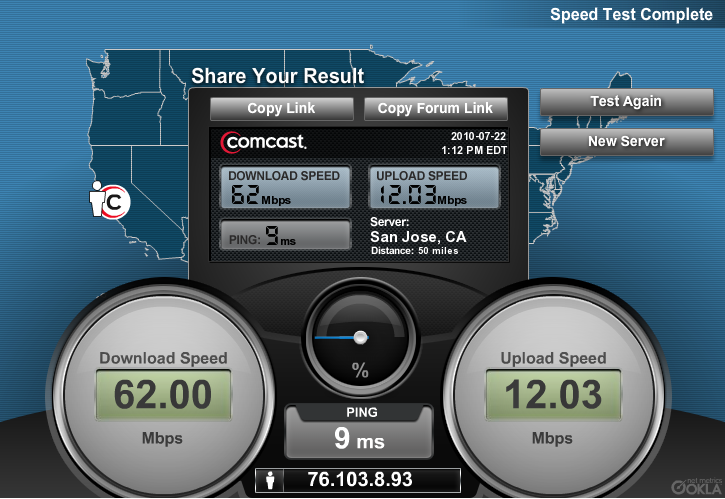 Speed Test Complete
Share Your Result
Copy Link
Copy Forum Link
Test Again
New Server
Comcast.
2010-07-22
1:12 PM EDT
DOWNLOAD SPEED
62 Mbps
UPLOAD SPEED
12.03 Mbps
PING: 9 ms
Server:
San Jose, CA
Distance: 50 miles
C
Download Speed
62.00
Mbps
%
PING
9 ms
Upload Speed
12.03
Mbps
76.103.8.93
net metrics
OOKLA